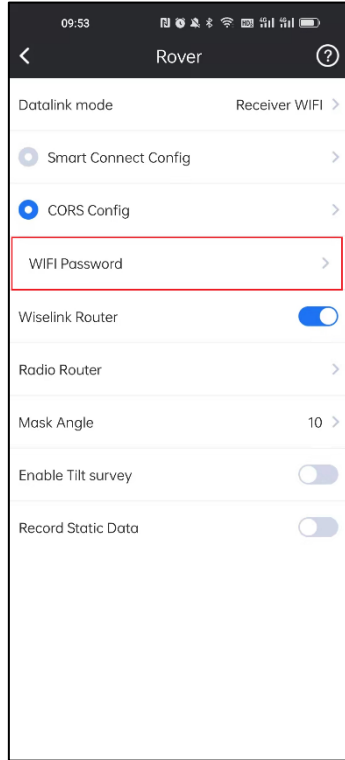 09:53
Rover
Datalink mode Receiver WIFI
Smart Connect Config
CORS Config
WIFI Password
Wiselink Router
Radio Router
Mask Angle 10
Enable Tilt survey
Record Static Data